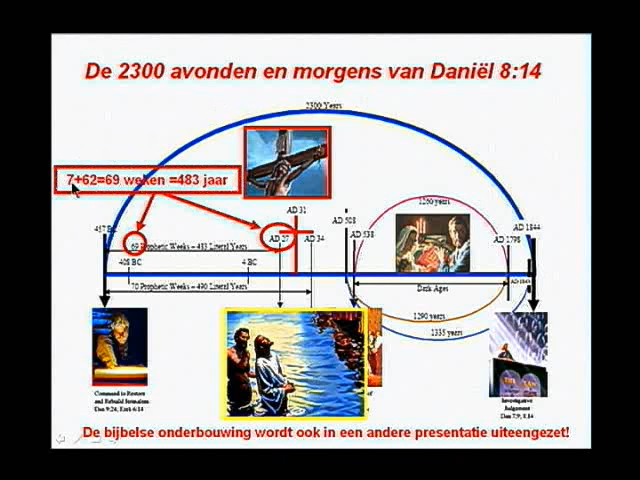 De 2300 avonden en morgens van Daniël 8:14
2300 Years
7+62=69 weken =483 jaar
1260 years
AD 31
AD 508
457 BC
AD 27
AD 34
AD 538
AD 1798
AD 1844
69 Prophetic Weeks – 483 Literal Years
408 BC
4 BC
70 Prophetic Weeks – 490 Literal Years
Dark Ages
1290 years
1335 years
of
Command to Restore
and Rebuild Jerusalem
Dan 9:24, Ezra 6:14
Investigative
Judgement
Dan 7:9; 8:14
De bijbelse onderbouwing wordt ook in een andere presentatie uiteengezet!